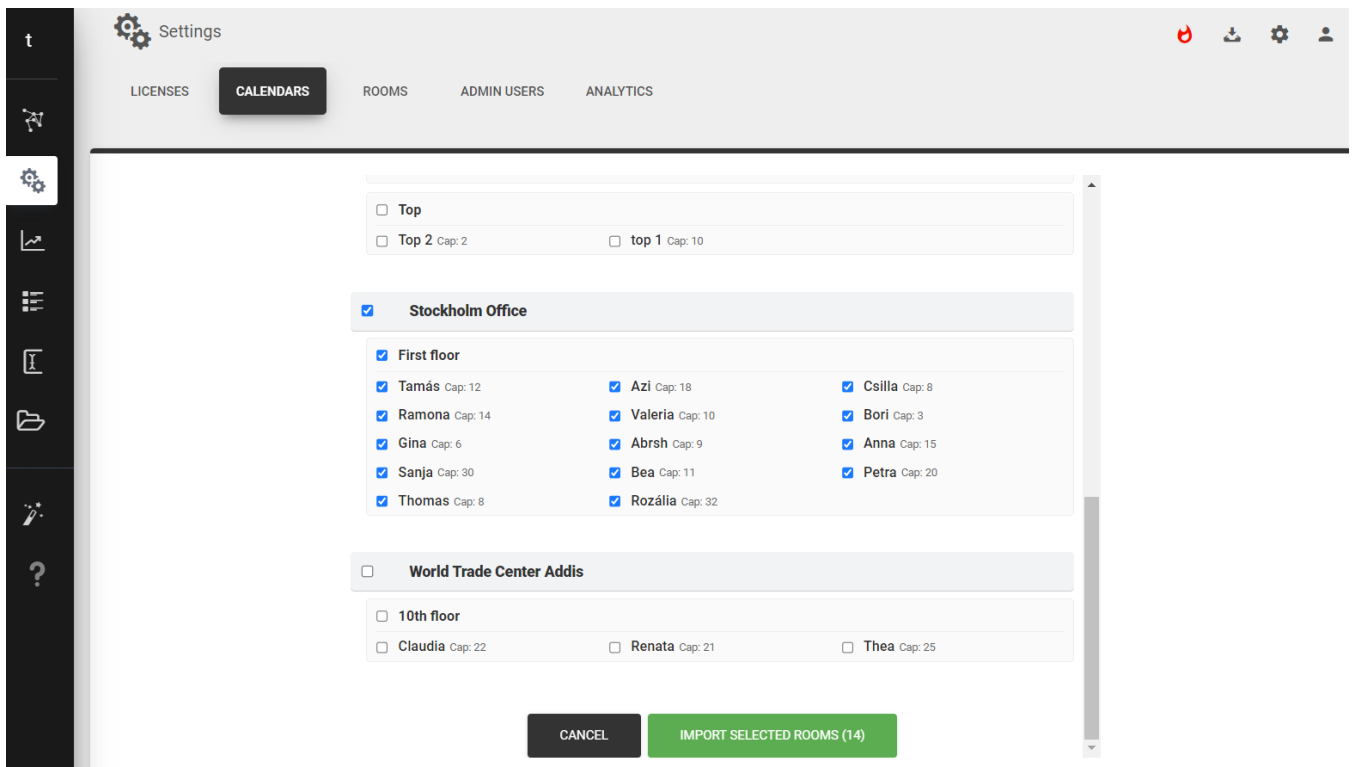 t
Settings
LICENSES CALENDARS ROOMS ADMIN USERS ANALYTICS
Top
Top 2 Cap: 2 top 1 Cap: 10
Stockholm Office
First floor
Tamás Cap: 12 Azi Cap: 18 Csilla Cap: 8
Ramona Cap: 14 Valeria Cap: 10 Bori Cap: 3
Gina Cap: 6 Abrsh Cap: 9 Anna Cap: 15
Sanja Cap: 30 Bea Cap: 11 Petra Cap: 20
Thomas Cap: 8 Rozália Cap: 32
World Trade Center Addis
10th floor
Claudia Cap: 22 Renata Cap: 21 Thea Cap: 25
CANCEL IMPORT SELECTED ROOMS (14)
?